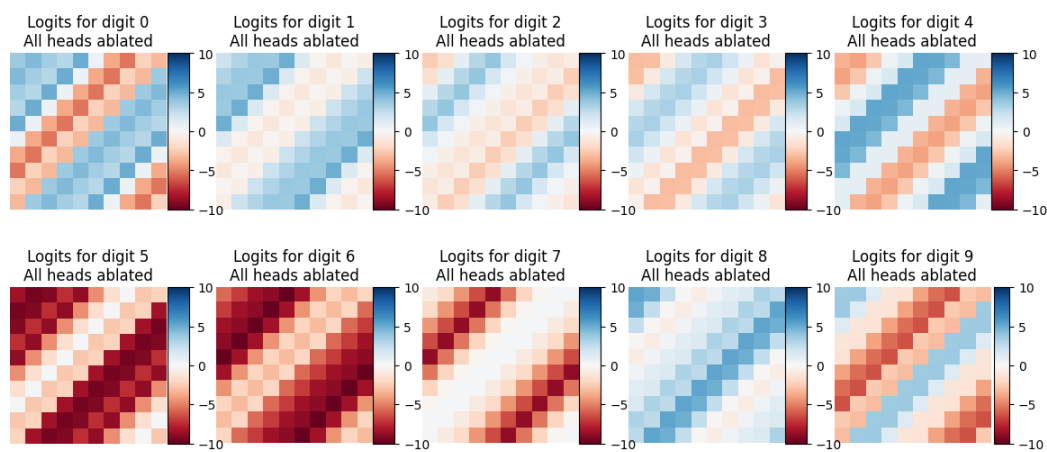 Logits for digit 0 Logits for digit 1 Logits for digit 2 Logits for digit 3 Logits for digit 4
All heads ablated All heads ablated All heads ablated All heads ablated All heads ablated
10 10 10 10 10
5 5 5 5 5
0 0 0 0 0
−5 −5 −5 −5 −5
−10 −10 −10 −10 −10
Logits for digit 5 Logits for digit 6 Logits for digit 7 Logits for digit 8 Logits for digit 9
All heads ablated All heads ablated All heads ablated All heads ablated All heads ablated
10 10 10 10 10
5 5 5 5 5
0 0 0 0 0
−5 −5 −5 −5 −5
−10 −10 −10 −10 −10